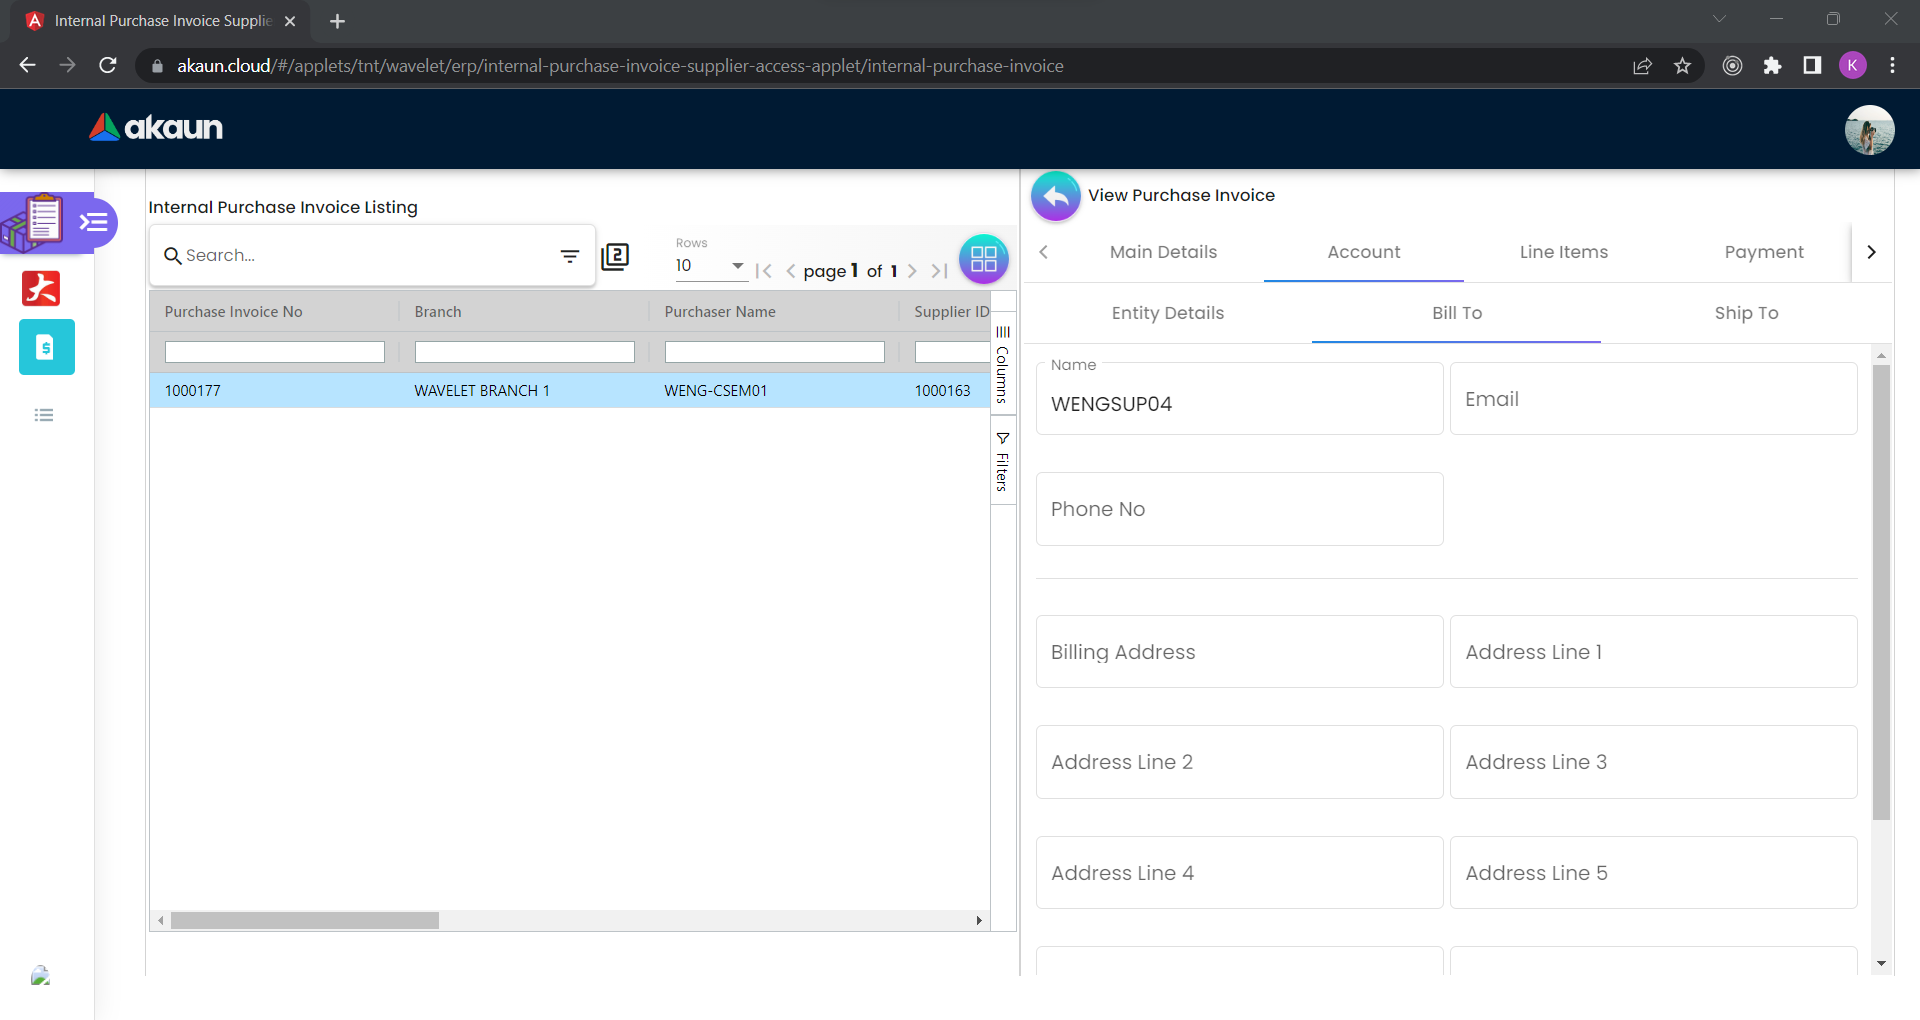 Internal Purchase Invoice Supplie
akaun.cloud/#/applets/tnt/wavelet/erp/internal-purchase-invoice-supplier-access-applet/internal-purchase-invoice
K
akaun
Internal Purchase Invoice Listing
Search...
2
Rows
10
page 1 of 1
Purchase Invoice No
Branch
Purchaser Name
Supplier ID
1000177
WAVELET BRANCH 1
WENG-CSEM01
1000163
Columns
Filters
View Purchase Invoice
Main Details
Account
Line Items
Payment
Entity Details
Bill To
Ship To
Name
WENGSUP04
Email
Phone No
Billing Address
Address Line 1
Address Line 2
Address Line 3
Address Line 4
Address Line 5